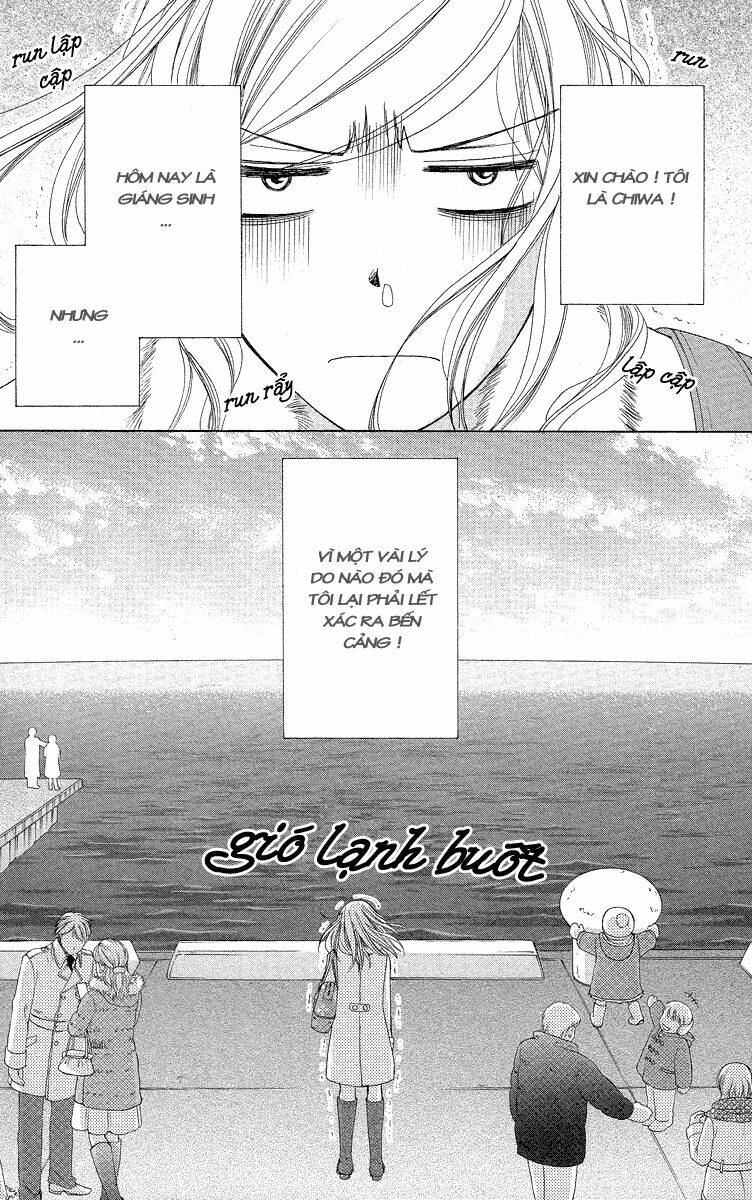 run lập
cập
run
XIN CHÀO ! TÔI
LÀ CHIWA !
HÔM NAY LÀ
GIÁNG SINH
...
NHƯNG
...
run rẩy
lập cập
VÌ MỘT VÀI LÝ
DO NÀO ĐÓ MÀ
TÔI LẠI PHẢI LẾT
XÁC RA BẾN
CẢNG !
gió lạnh buốt